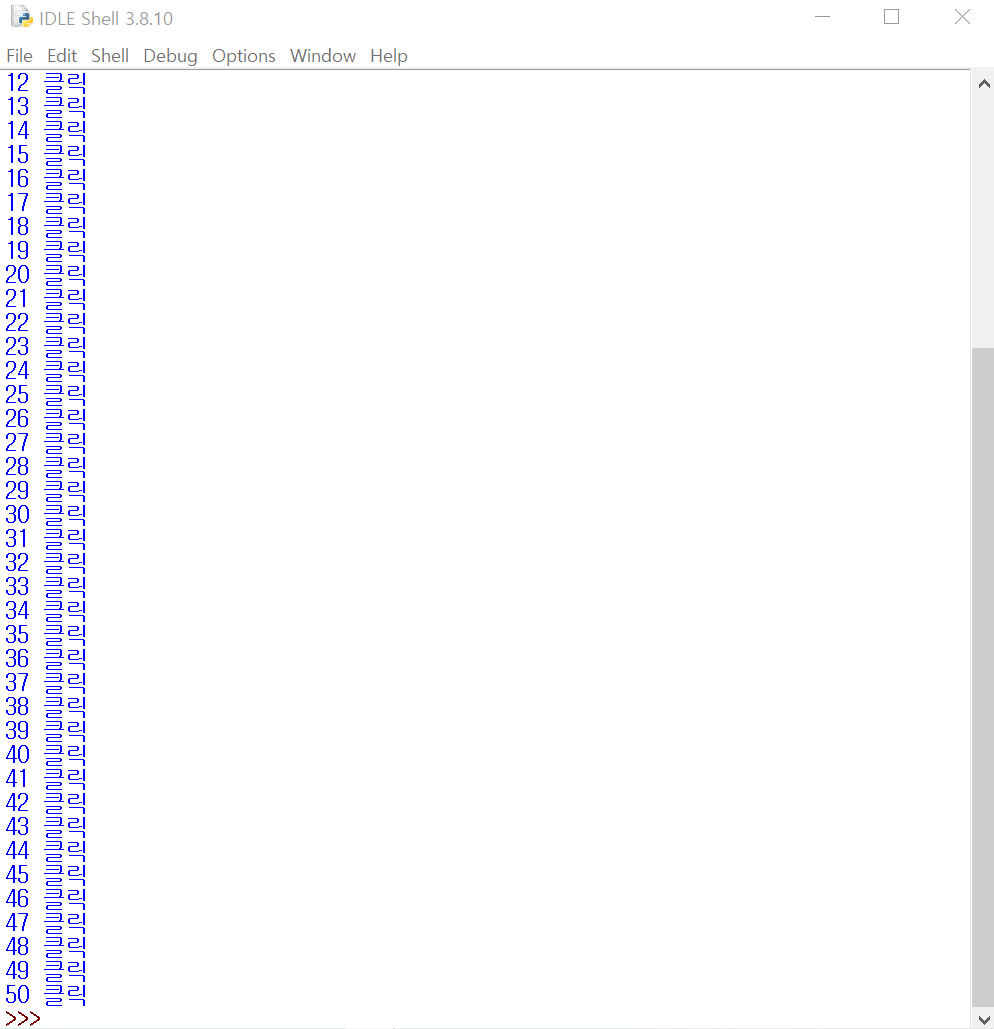 IDLE Shell 3.8.10
File Edit Shell Debug Options Window Help
12 클릭
13 클릭
14 클릭
15 클릭
16 클릭
17 클릭
18 클릭
19 클릭
20 클릭
21 클릭
22 클릭
23 클릭
24 클릭
25 클릭
26 클릭
27 클릭
28 클릭
29 클릭
30 클릭
31 클릭
32 클릭
33 클릭
34 클릭
35 클릭
36 클릭
37 클릭
38 클릭
39 클릭
40 클릭
41 클릭
42 클릭
43 클릭
44 클릭
45 클릭
46 클릭
47 클릭
48 클릭
49 클릭
50 클릭
>>>